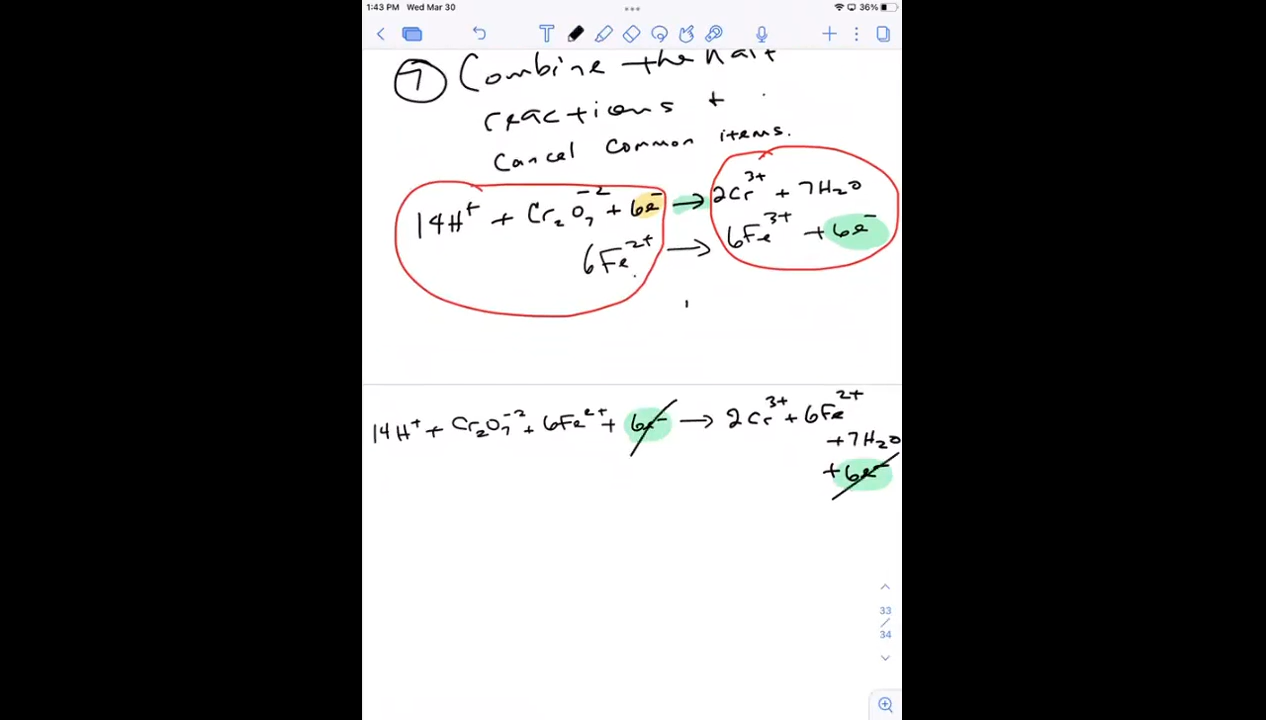 1:43 PM Wed Mar 30
36%
7 Combine the half
reactions +
Cancel Common items.
14H⁺ + Cr₂O₇⁻² + 6e⁻ → 2Cr³⁺ + 7H₂O
6Fe²⁺ → 6Fe³⁺ + 6e⁻
14H⁺ + Cr₂O₇⁻² + 6Fe²⁺ + 6e⁻ → 2Cr³⁺ + 6Fe²⁺
+ 7H₂O
+ 6e⁻
33
/
34